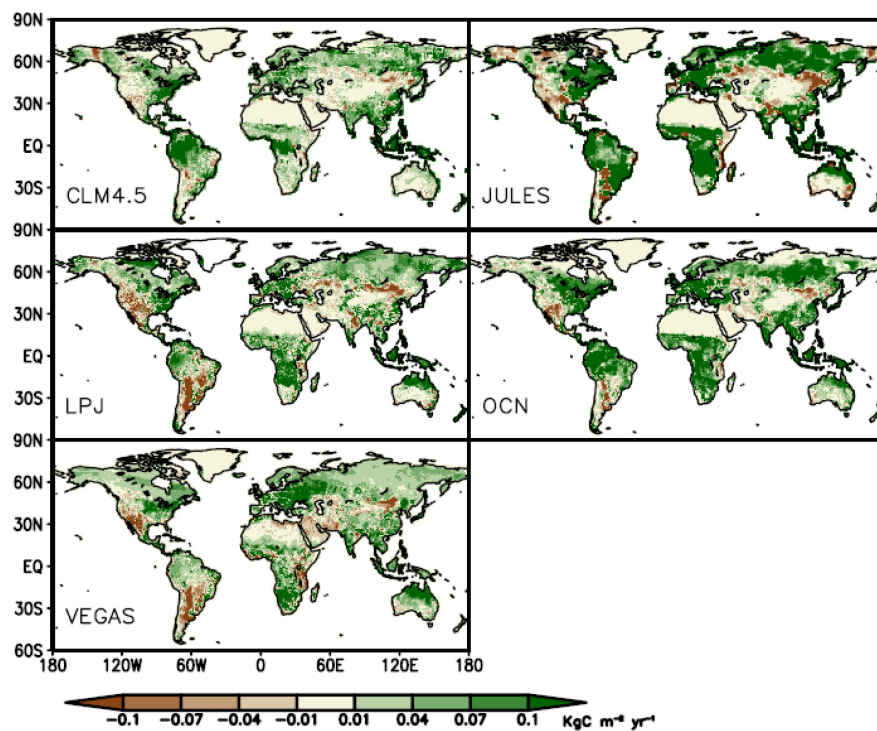 90N
60N
30N
EQ
30S
CLM4.5
JULES
90N
60N
30N
EQ
30S
LPJ
OCN
90N
60N
30N
EQ
30S
60S
VEGAS
180 120W 60W 0 60E 120E 180
-0.1 -0.07 -0.04 -0.01 0.01 0.04 0.07 0.1 KgC m⁻² yr⁻¹